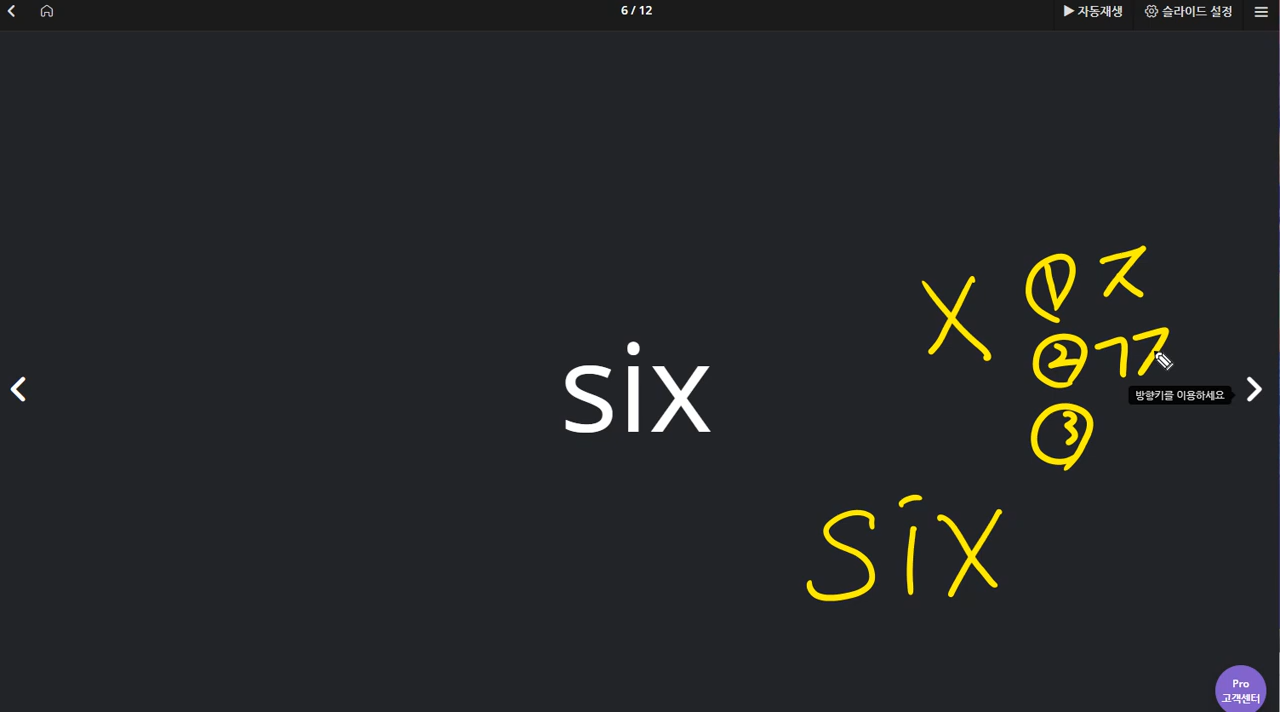 6 / 12
▶ 자동재생
슬라이드 설정
six
X ① ㅈ
② ㄱㅈ
③
방향키를 이용하세요
six
Pro
고객센터